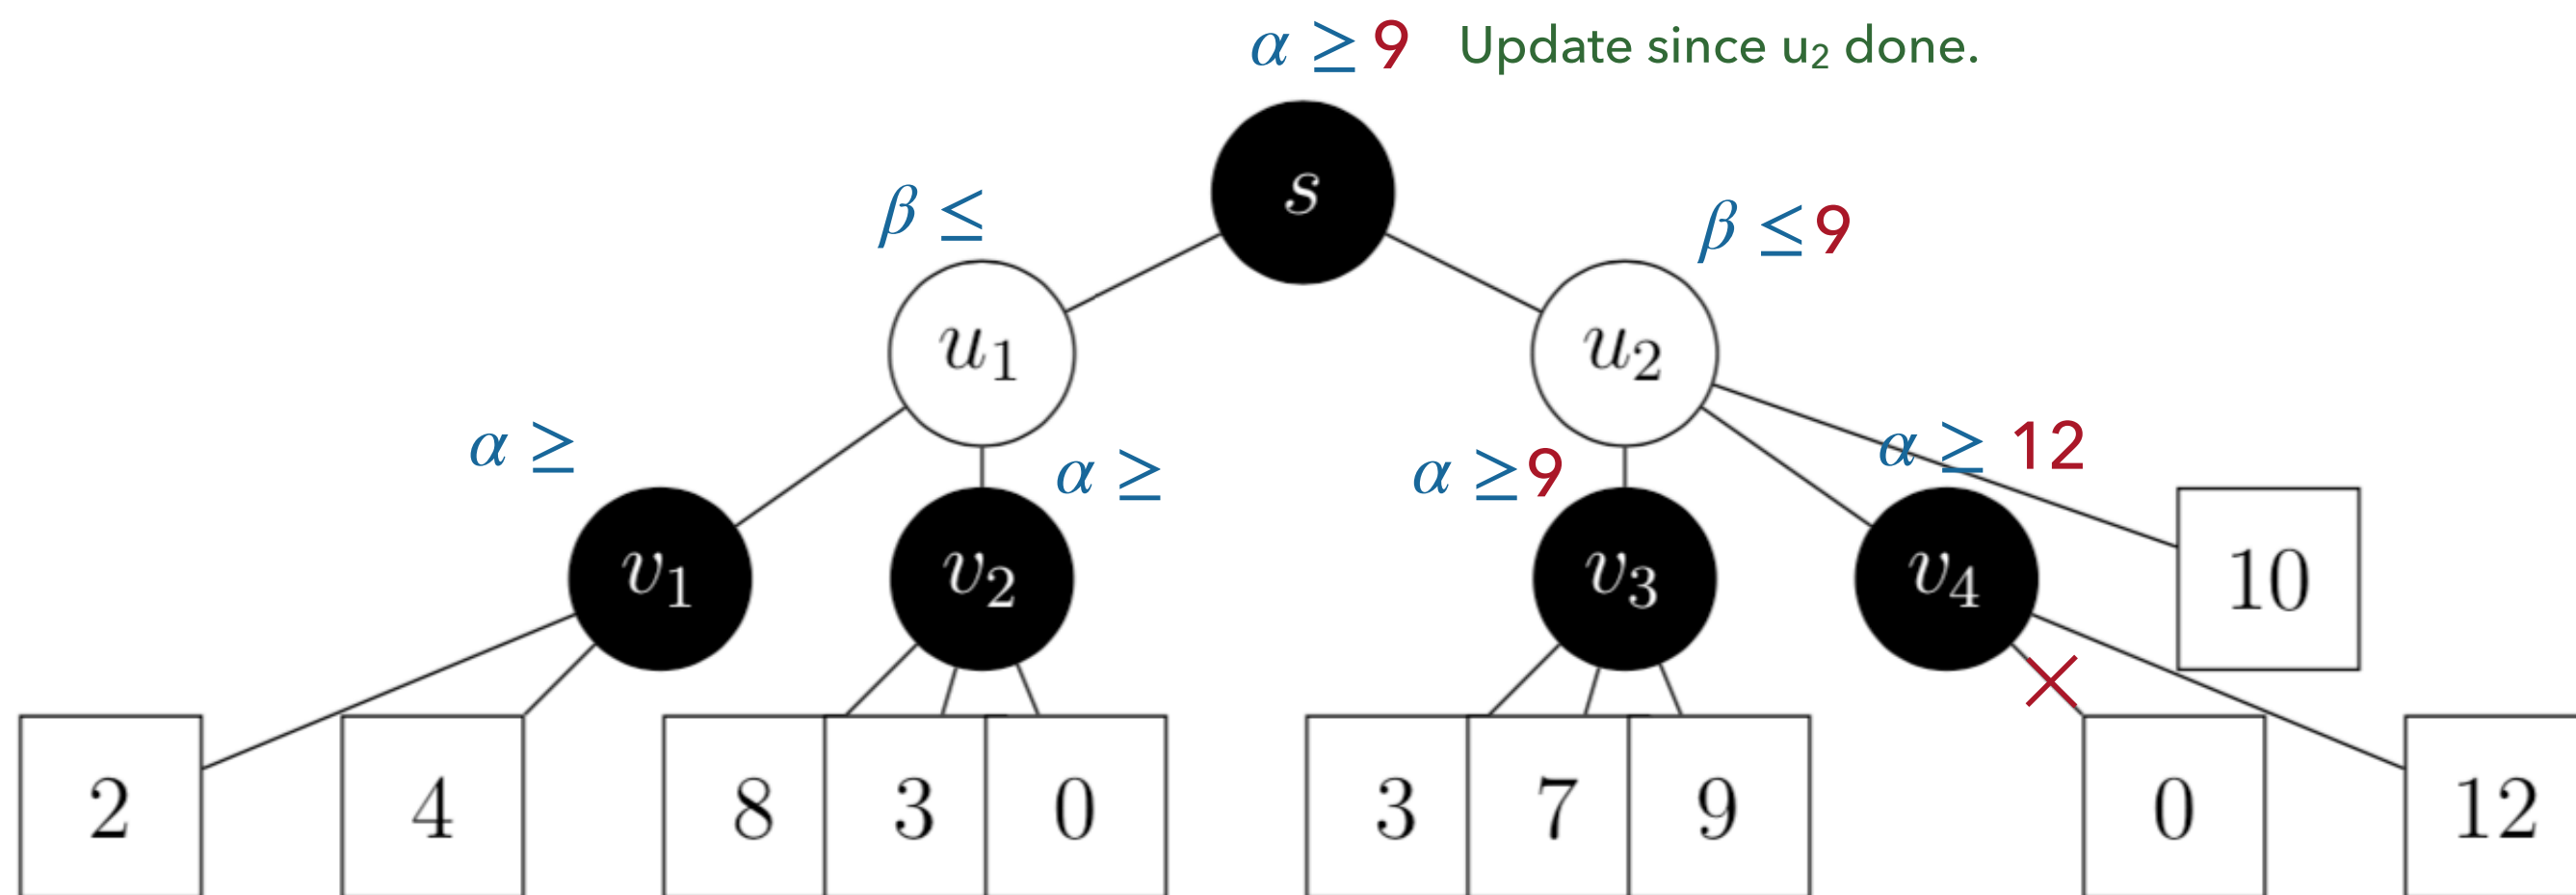 α ≥ 9 Update since u₂ done.
s
β ≤
β ≤ 9
u₁
u₂
α ≥
α ≥
α ≥ 9
α ≥ 12
v₁
v₂
v₃
v₄
10
2
4
8
3
0
3
7
9
0
12